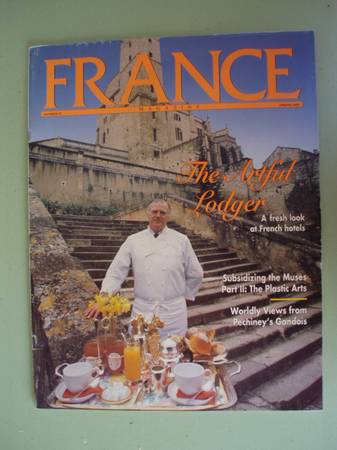 FRANCE
MAGAZINE
The Artful
Lodger
A fresh look
at French hotels
Subsidizing the Muses
Part II: The Plastic Arts
Worldly Views from
Pechiney's Gandois